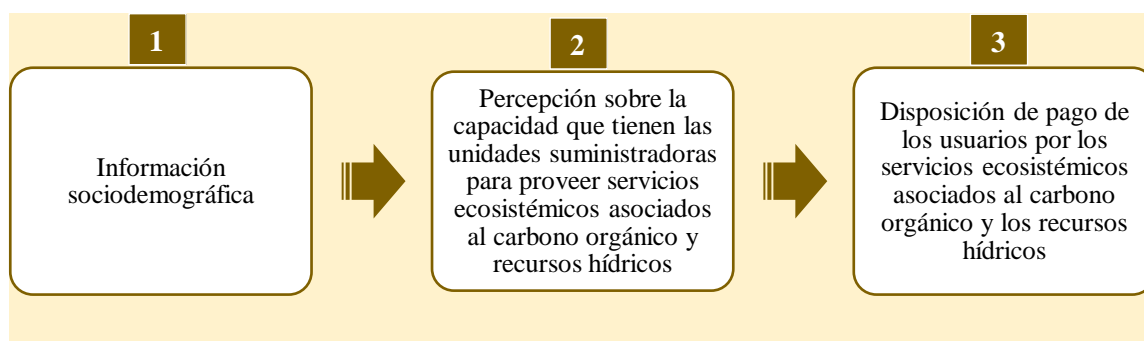 1
Información
sociodemográfica
2
Percepción sobre la
capacidad que tienen las
unidades suministradoras
para proveer servicios
ecosistémicos asociados
al carbono orgánico y
recursos hídricos
3
Disposición de pago de
los usuarios por los
servicios ecosistémicos
asociados al carbono
orgánico y los recursos
hídricos